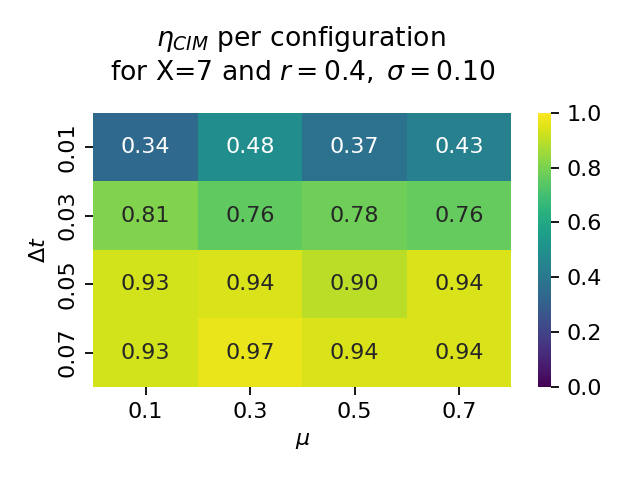 η_CIM per configuration
for X=7 and r = 0.4, σ = 0.10
Δt
0.01 0.34 0.48 0.37 0.43
0.03 0.81 0.76 0.78 0.76
0.05 0.93 0.94 0.90 0.94
0.07 0.93 0.97 0.94 0.94
0.1 0.3 0.5 0.7
μ
1.0
0.8
0.6
0.4
0.2
0.0